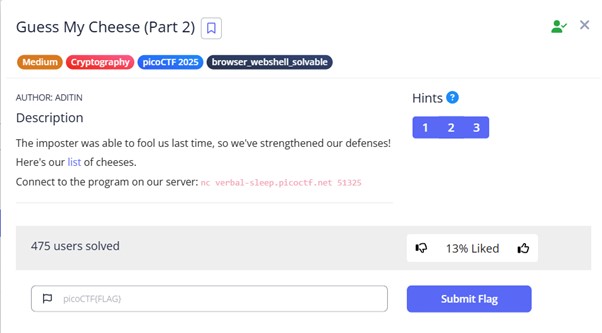 Guess My Cheese (Part 2)
Medium Cryptography picoCTF 2025 browser_webshell_solvable
AUTHOR: ADITIN
Description
The imposter was able to fool us last time, so we've strengthened our defenses!
Here's our list of cheeses.
Connect to the program on our server: nc verbal-sleep.picoctf.net 51325
Hints ?
1 2 3
475 users solved
13% Liked
picoCTF{FLAG}
Submit Flag